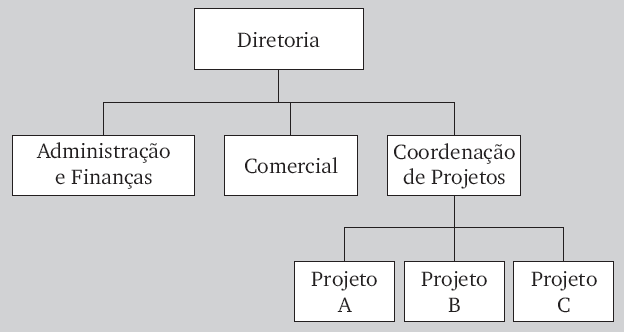 Diretoria
Administração
e Finanças
Comercial
Coordenação
de Projetos
Projeto
A
Projeto
B
Projeto
C